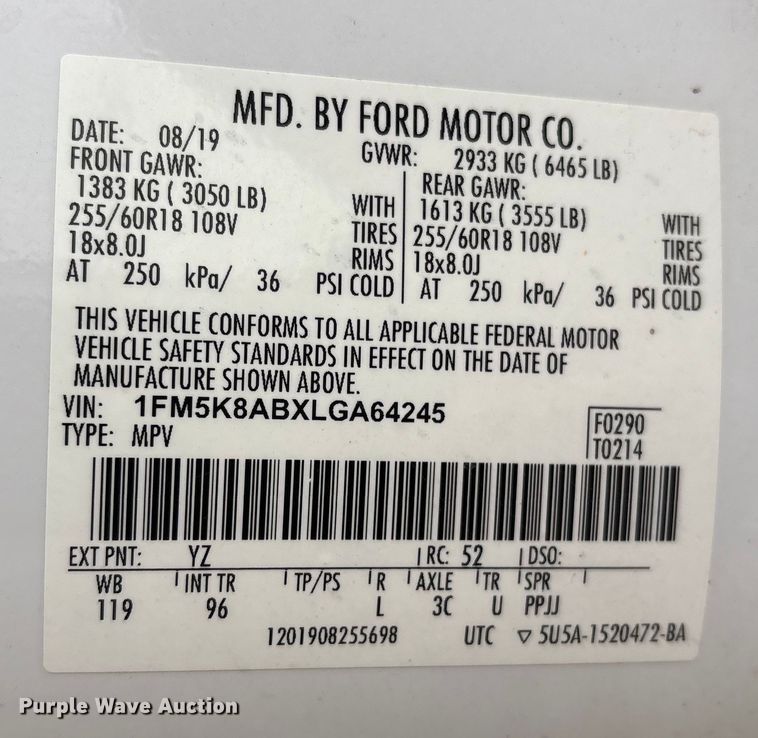 MFD. BY FORD MOTOR CO.
DATE: 08/19 GVWR: 2933 KG ( 6465 LB)
FRONT GAWR: REAR GAWR:
1383 KG ( 3050 LB) WITH 1613 KG ( 3555 LB) WITH
255/60R18 108V TIRES 255/60R18 108V TIRES
18x8.0J RIMS 18x8.0J RIMS
AT 250 kPa/ 36 PSI COLD AT 250 kPa/ 36 PSI COLD
THIS VEHICLE CONFORMS TO ALL APPLICABLE FEDERAL MOTOR
VEHICLE SAFETY STANDARDS IN EFFECT ON THE DATE OF
MANUFACTURE SHOWN ABOVE.
VIN: 1FM5K8ABXLGA64245 F0290
TYPE: MPV T0214
EXT PNT: YZ RC: 52 DSO:
WB INT TR TP/PS R AXLE TR SPR
119 96 L 3C U PPJJ
1201908255698 UTC ▽ 5U5A-1520472-BA
Purple Wave Auction